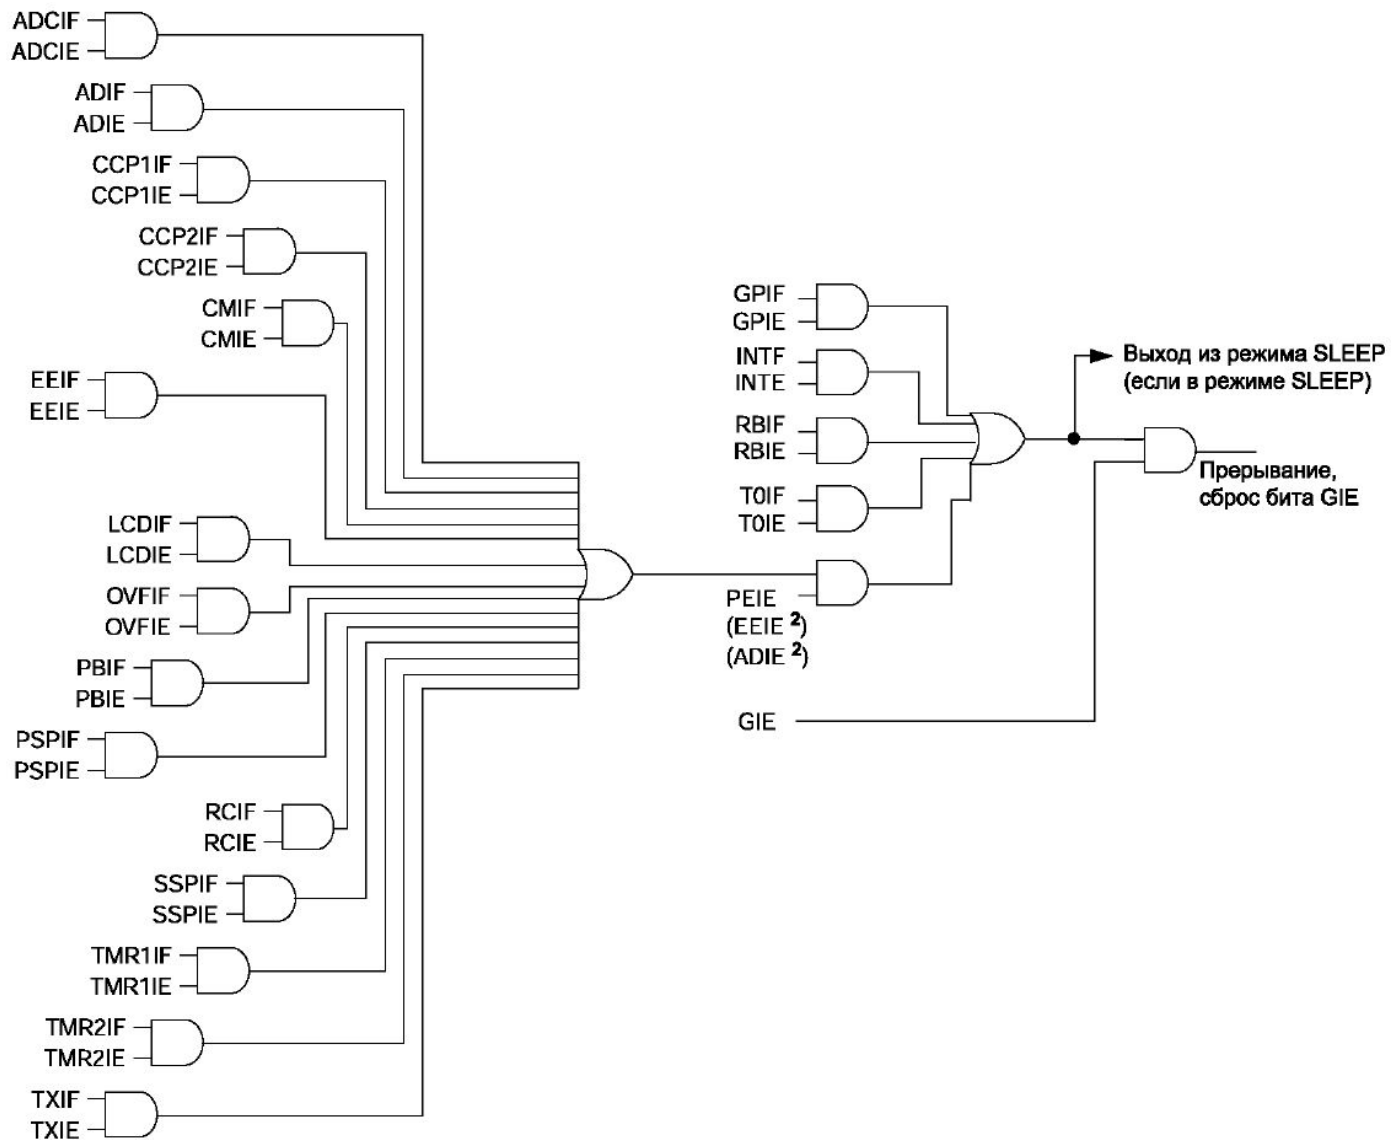 ADCIF
ADCIE
ADIF
ADIE
CCP1IF
CCP1IE
CCP2IF
CCP2IE
CMIF
CMIE
EEIF
EEIE
LCDIF
LCDIE
OVFIF
OVFIE
PBIF
PBIE
PSPIF
PSPIE
RCIF
RCIE
SSPIF
SSPIE
TMR1IF
TMR1IE
TMR2IF
TMR2IE
TXIF
TXIE
GPIF
GPIE
INTF
INTE
RBIF
RBIE
T0IF
T0IE
PEIE
(EEIE ²)
(ADIE ²)
GIE
Выход из режима SLEEP
(если в режиме SLEEP)
Прерывание,
сброс бита GIE